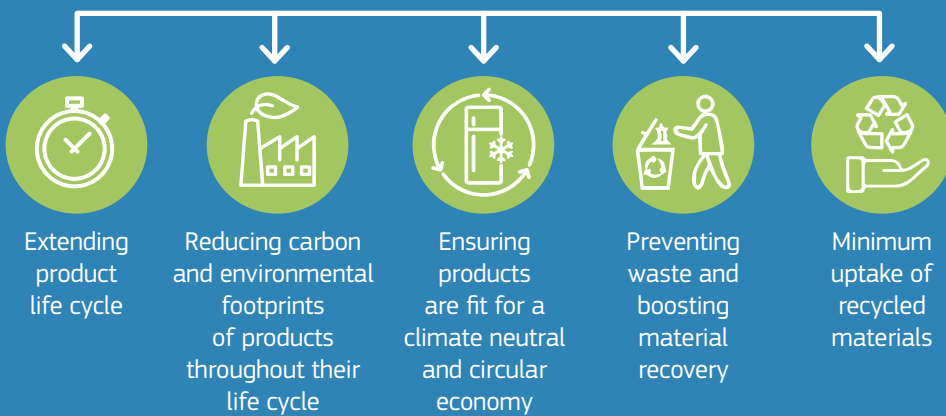 Extending
product
life cycle
Reducing carbon
and environmental
footprints
of products
throughout their
life cycle
Ensuring
products
are fit for a
climate neutral
and circular
economy
Preventing
waste and
boosting
material
recovery
Minimum
uptake of
recycled
materials